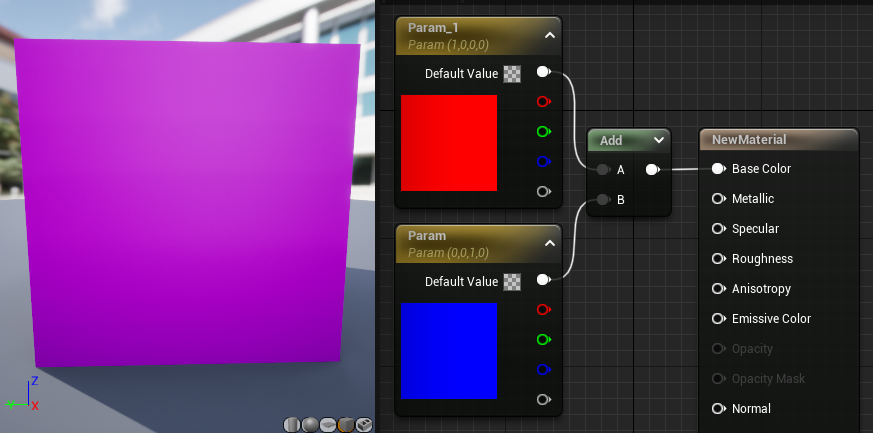 Param_1
Param (1,0,0,0)
Default Value
Param
Param (0,0,1,0)
Default Value
Add
A
B
NewMaterial
Base Color
Metallic
Specular
Roughness
Anisotropy
Emissive Color
Opacity
Opacity Mask
Normal
Z
Y
X